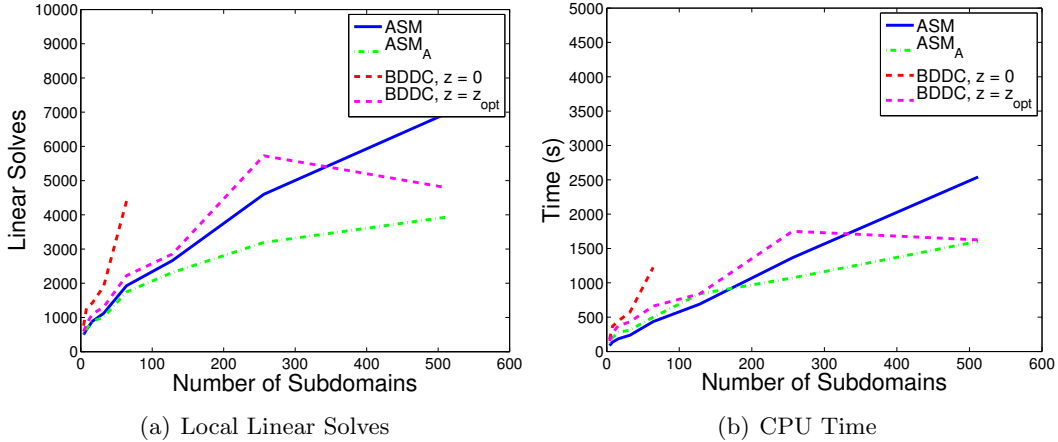 10000
9000
8000
7000
6000
5000
4000
3000
2000
1000
0
Linear Solves
0 100 200 300 400 500 600
Number of Subdomains
ASM
ASM_A
BDDC, z = 0
BDDC, z = z_opt
(a) Local Linear Solves
5000
4500
4000
3500
3000
2500
2000
1500
1000
500
0
Time (s)
0 100 200 300 400 500 600
Number of Subdomains
ASM
ASM_A
BDDC, z = 0
BDDC, z = z_opt
(b) CPU Time